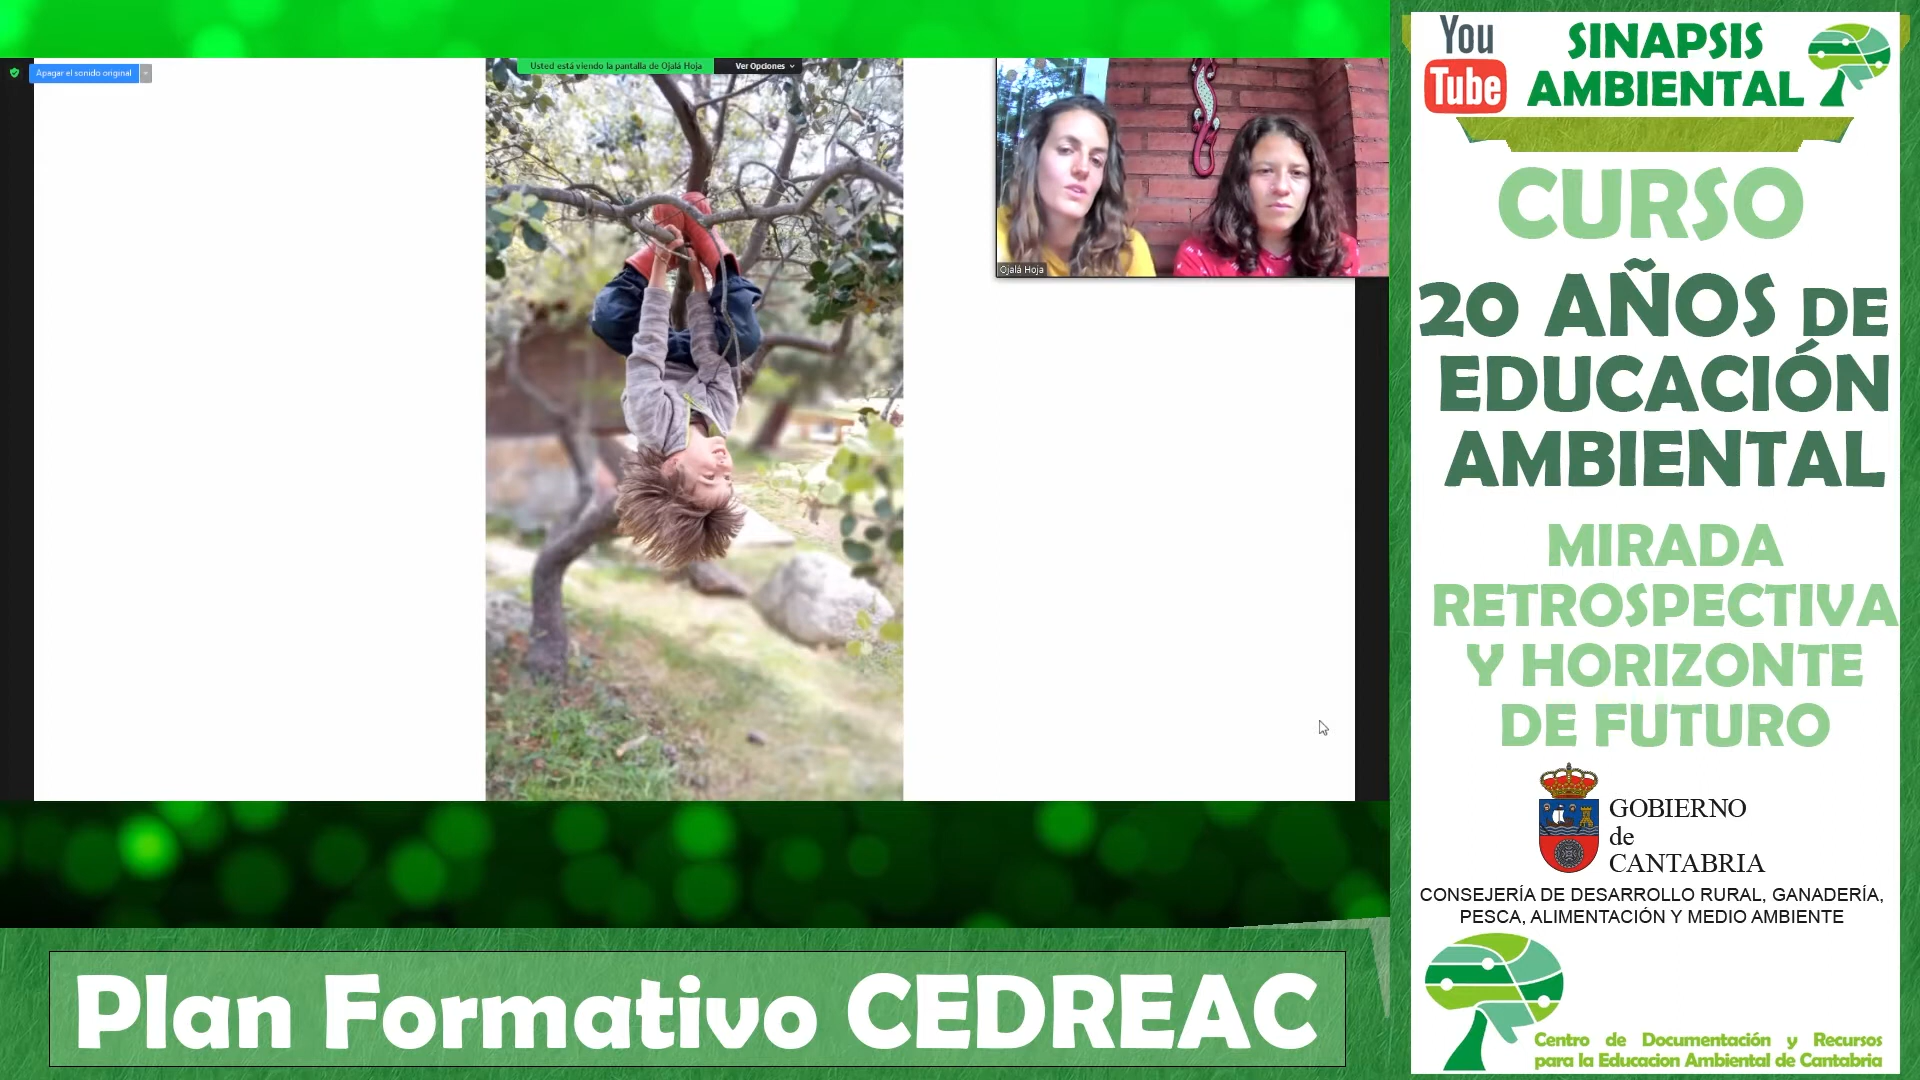 Apagar el sonido original
Usted está viendo la pantalla de Ojalá Hoja
Ver Opciones
Ojalá Hoja
You
Tube
SINAPSIS
AMBIENTAL
CURSO
20 AÑOS DE
EDUCACIÓN
AMBIENTAL
MIRADA
RETROSPECTIVA
Y HORIZONTE
DE FUTURO
GOBIERNO
de
CANTABRIA
CONSEJERÍA DE DESARROLLO RURAL, GANADERÍA,
PESCA, ALIMENTACIÓN Y MEDIO AMBIENTE
Centro de Documentación y Recursos
para la Educacion Ambiental de Cantabria
Plan Formativo CEDREAC